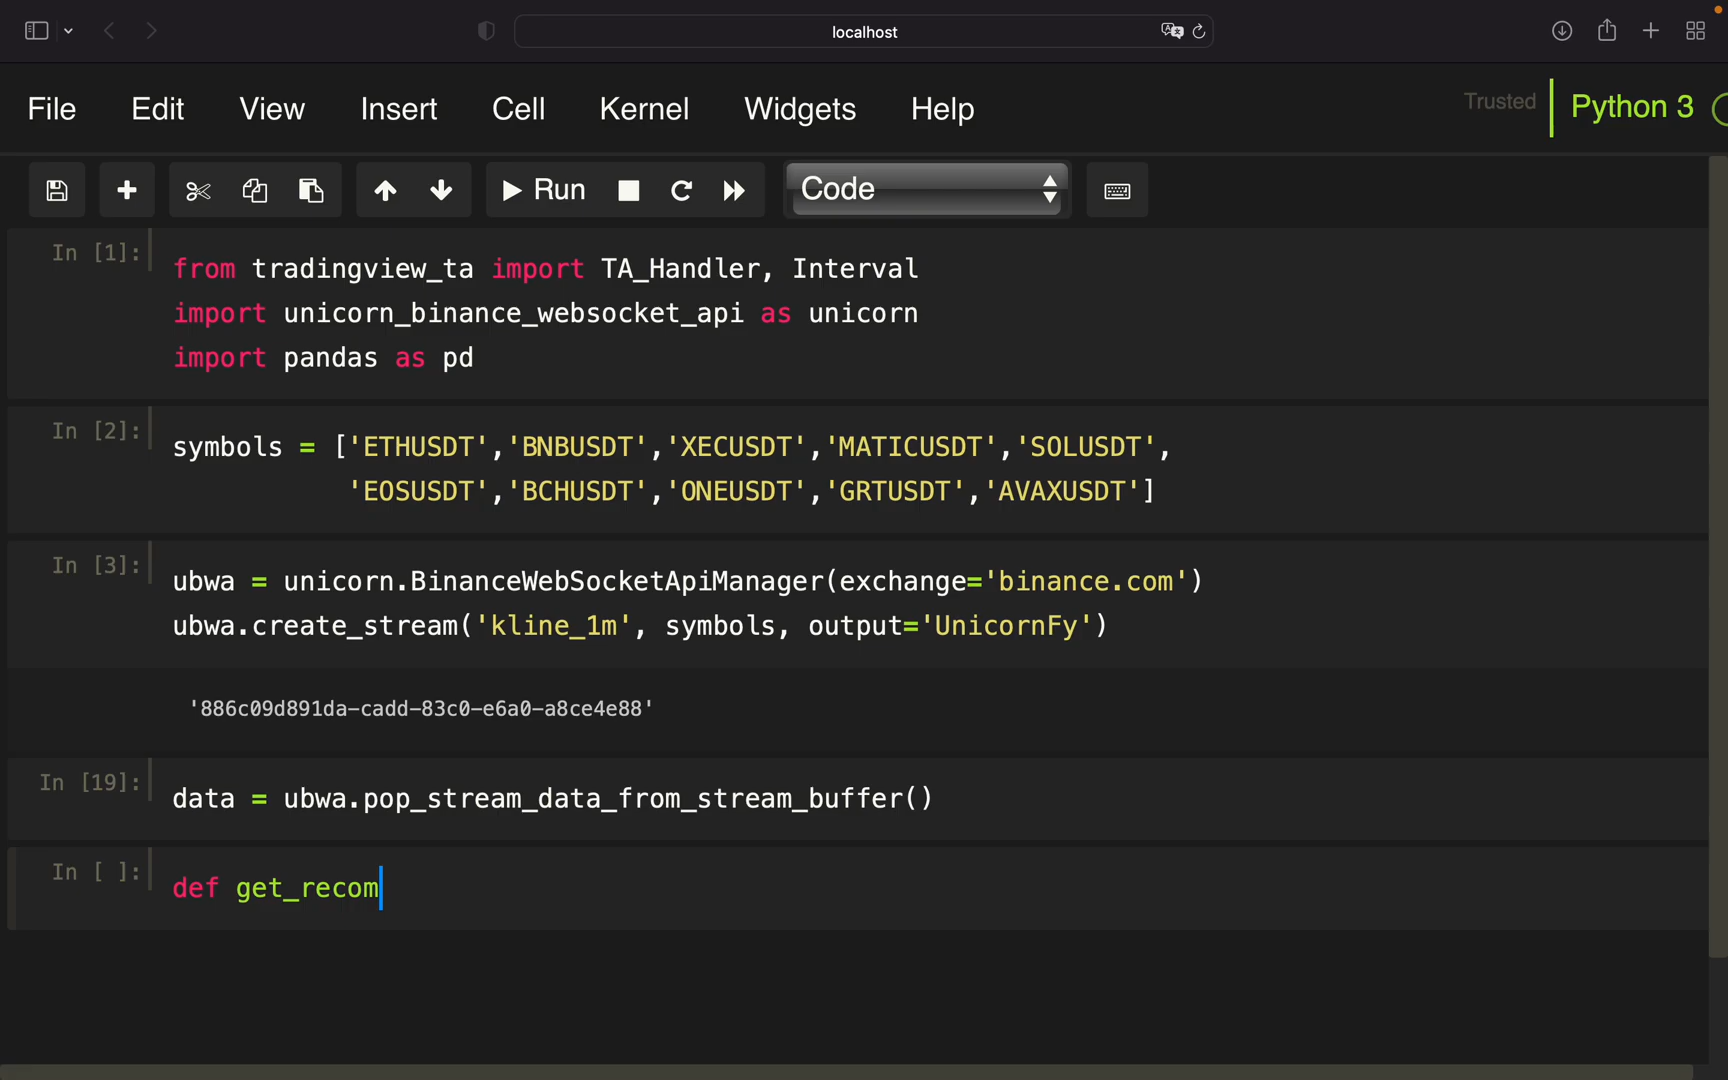 localhost
File Edit View Insert Cell Kernel Widgets Help Trusted Python 3
Run Code
In [1]: from tradingview_ta import TA_Handler, Interval
import unicorn_binance_websocket_api as unicorn
import pandas as pd
In [2]: symbols = ['ETHUSDT','BNBUSDT','XECUSDT','MATICUSDT','SOLUSDT',
'EOSUSDT','BCHUSDT','ONEUSDT','GRTUSDT','AVAXUSDT']
In [3]: ubwa = unicorn.BinanceWebSocketApiManager(exchange='binance.com')
ubwa.create_stream('kline_1m', symbols, output='UnicornFy')
'886c09d891da-cadd-83c0-e6a0-a8ce4e88'
In [19]: data = ubwa.pop_stream_data_from_stream_buffer()
In [ ]: def get_recom